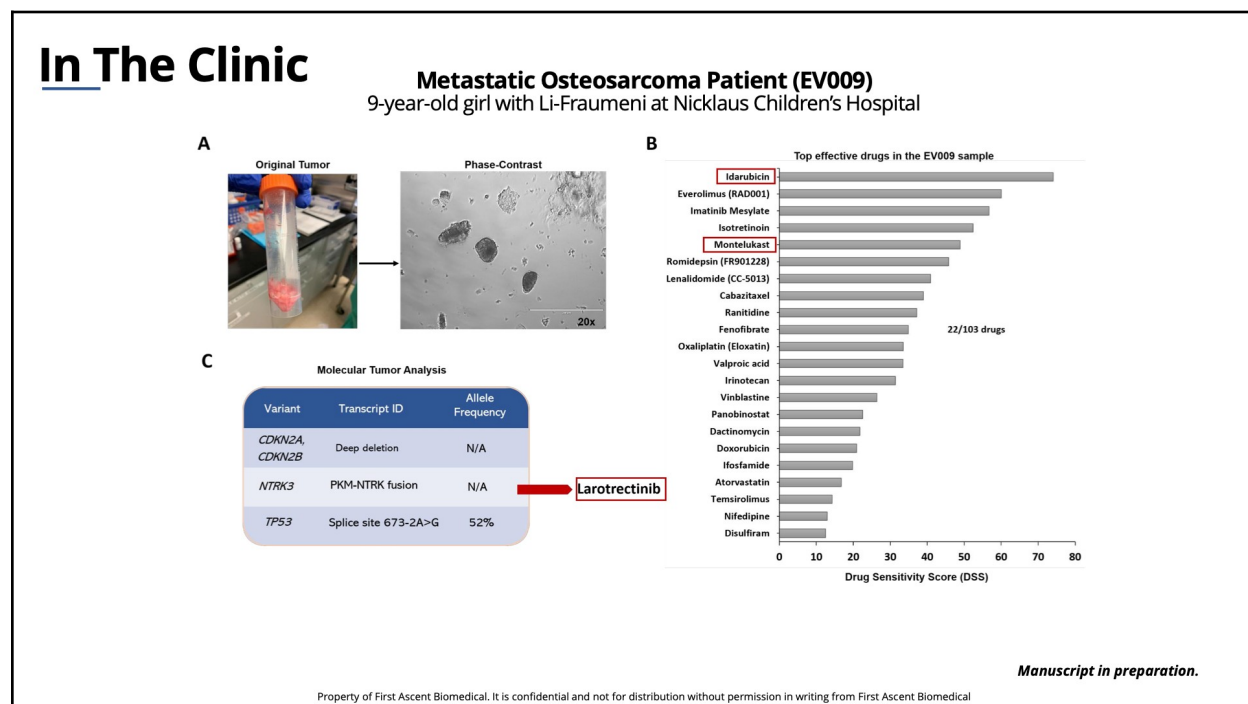 In The Clinic
Metastatic Osteosarcoma Patient (EV009)
9-year-old girl with Li-Fraumeni at Nicklaus Children's Hospital
A
Original Tumor
Phase-Contrast
20x
B
Top effective drugs in the EV009 sample
Idarubicin
Everolimus (RAD001)
Imatinib Mesylate
Isotretinoin
Montelukast
Romidepsin (FR901228)
Lenalidomide (CC-5013)
Cabazitaxel
Ranitidine
Fenofibrate
22/103 drugs
Oxaliplatin (Eloxatin)
Valproic acid
Irinotecan
Vinblastine
Panobinostat
Dactinomycin
Doxorubicin
Ifosfamide
Atorvastatin
Temsirolimus
Nifedipine
Disulfiram
0 10 20 30 40 50 60 70 80
Drug Sensitivity Score (DSS)
C
Molecular Tumor Analysis
Variant Transcript ID Allele Frequency
CDKN2A, CDKN2B Deep deletion N/A
NTRK3 PKM-NTRK fusion N/A
Larotrectinib
TP53 Splice site 673-2A>G 52%
Manuscript in preparation.
Property of First Ascent Biomedical. It is confidential and not for distribution without permission in writing from First Ascent Biomedical